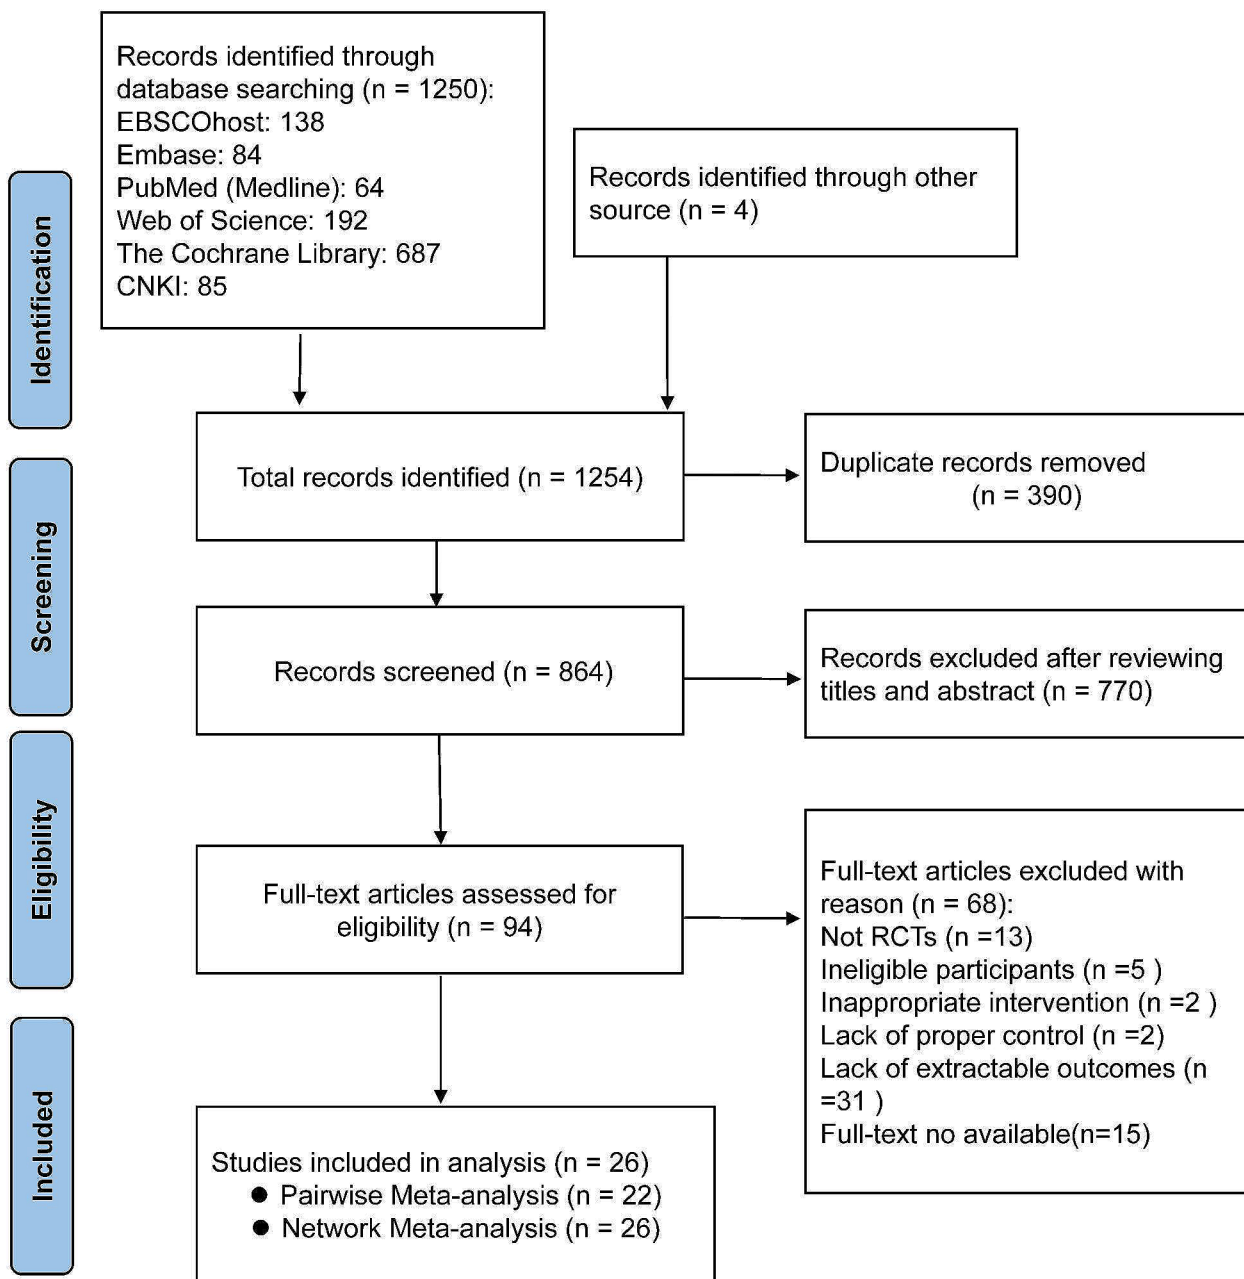 Records identified through
database searching (n = 1250):
EBSCOhost: 138
Embase: 84
PubMed (Medline): 64
Web of Science: 192
The Cochrane Library: 687
CNKI: 85
Records identified through other
source (n = 4)
Identification
Total records identified (n = 1254)
Duplicate records removed
(n = 390)
Screening
Records screened (n = 864)
Records excluded after reviewing
titles and abstract (n = 770)
Eligibility
Full-text articles assessed for
eligibility (n = 94)
Full-text articles excluded with
reason (n = 68):
Not RCTs (n =13)
Ineligible participants (n =5 )
Inappropriate intervention (n =2 )
Lack of proper control (n =2)
Lack of extractable outcomes (n
=31 )
Full-text no available(n=15)
Included
Studies included in analysis (n = 26)
● Pairwise Meta-analysis (n = 22)
● Network Meta-analysis (n = 26)